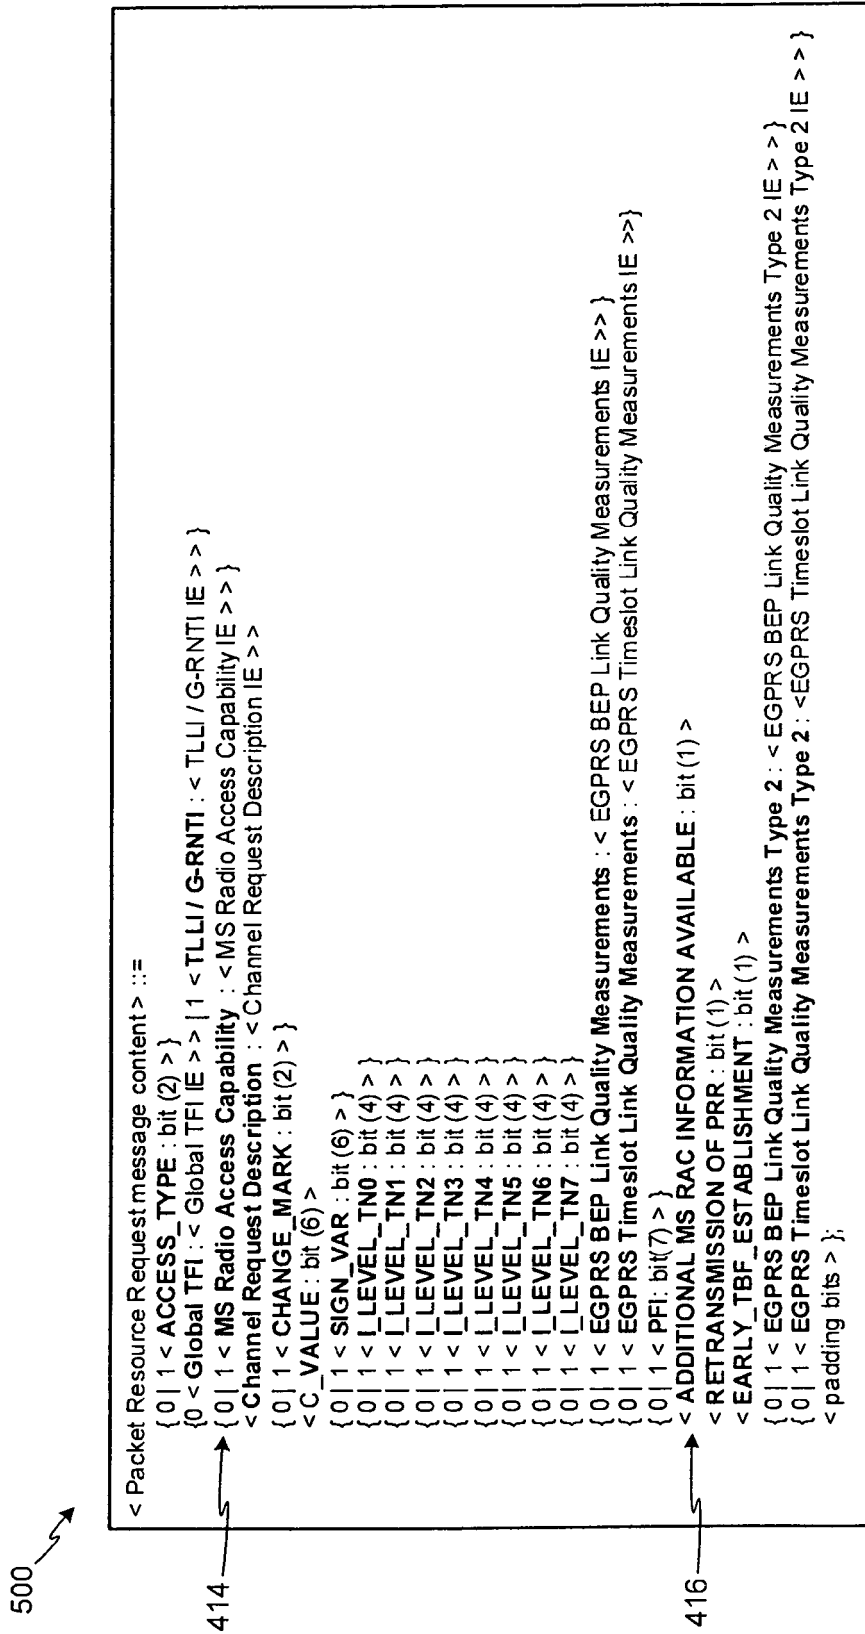 500
< Packet Resource Request message content > ::=
{ 0 | 1 < ACCESS_TYPE : bit (2) > }
{0 < Global TFI : < Global TFI IE > > | 1 < TLLI / G-RNTI : < TLLI / G-RNTI IE > > }
414
{ 0 | 1 < MS Radio Access Capability : < MS Radio Access Capability IE > > }
< Channel Request Description : < Channel Request Description IE > >
{ 0 | 1 < CHANGE_MARK : bit (2) > }
< C_VALUE : bit (6) >
{ 0 | 1 < SIGN_VAR : bit (6) > }
{ 0 | 1 < I_LEVEL_TN0 : bit (4) > }
{ 0 | 1 < I_LEVEL_TN1 : bit (4) > }
{ 0 | 1 < I_LEVEL_TN2 : bit (4) > }
{ 0 | 1 < I_LEVEL_TN3 : bit (4) > }
{ 0 | 1 < I_LEVEL_TN4 : bit (4) > }
{ 0 | 1 < I_LEVEL_TN5 : bit (4) > }
{ 0 | 1 < I_LEVEL_TN6 : bit (4) > }
{ 0 | 1 < I_LEVEL_TN7 : bit (4) > }
{ 0 | 1 < EGPRS BEP Link Quality Measurements : < EGPRS BEP Link Quality Measurements IE >> }
{ 0 | 1 < EGPRS Timeslot Link Quality Measurements : < EGPRS Timeslot Link Quality Measurements IE >>}
{ 0 | 1 < PFI: bit(7) > }
416
< ADDITIONAL MS RAC INFORMATION AVAILABLE : bit (1) >
< RETRANSMISSION OF PRR : bit (1) >
< EARLY_TBF_ESTABLISHMENT : bit (1) >
{ 0 | 1 < EGPRS BEP Link Quality Measurements Type 2 : < EGPRS BEP Link Quality Measurements Type 2 IE > > }
{ 0 | 1 < EGPRS Timeslot Link Quality Measurements Type 2 : <EGPRS Timeslot Link Quality Measurements Type 2 IE > > }
< padding bits > };